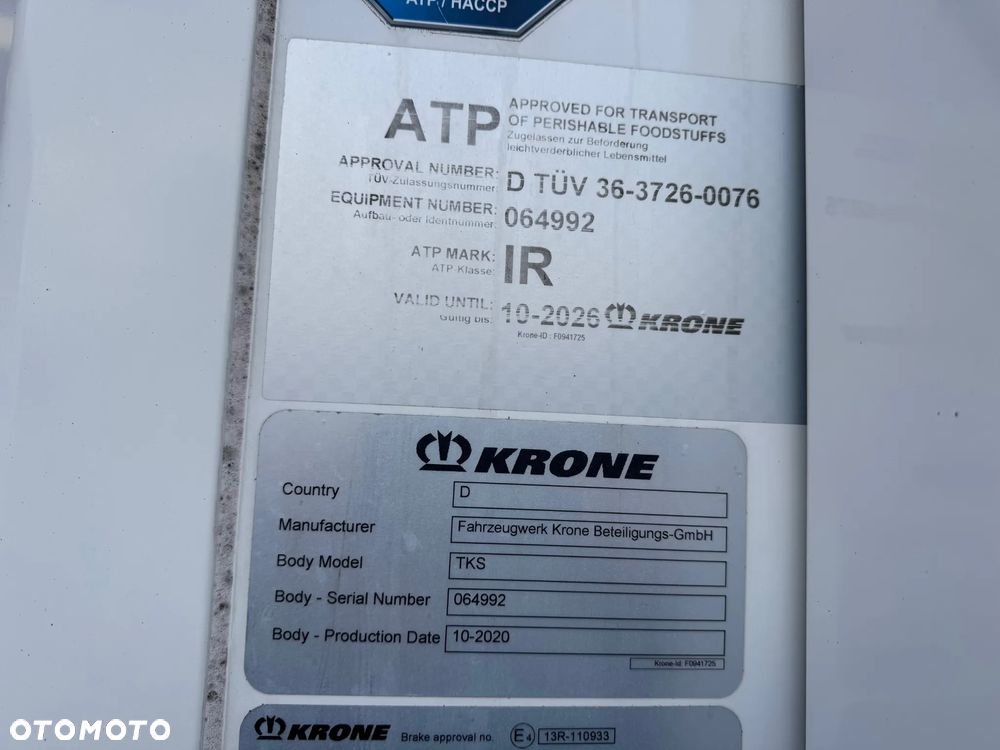 ATP / HACCP
ATP
APPROVED FOR TRANSPORT
OF PERISHABLE FOODSTUFFS
Zugelassen zur Beförderung
leichtverderblicher Lebensmittel
APPROVAL NUMBER: D TÜV 36-3726-0076
TÜV-Zulassungsnummer:
EQUIPMENT NUMBER: 064992
Aufbau- oder Identnummer:
ATP MARK: IR
ATP-Klasse:
VALID UNTIL: 10-2026 KRONE
Gültig bis:
Krone-ID : F0941725
KRONE
Country D
Manufacturer Fahrzeugwerk Krone Beteiligungs-GmbH
Body Model TKS
Body - Serial Number 064992
Body - Production Date 10-2020
Krone-Id: F0941725
KRONE Brake approval no. E4 13R-110933
OTOMOTO